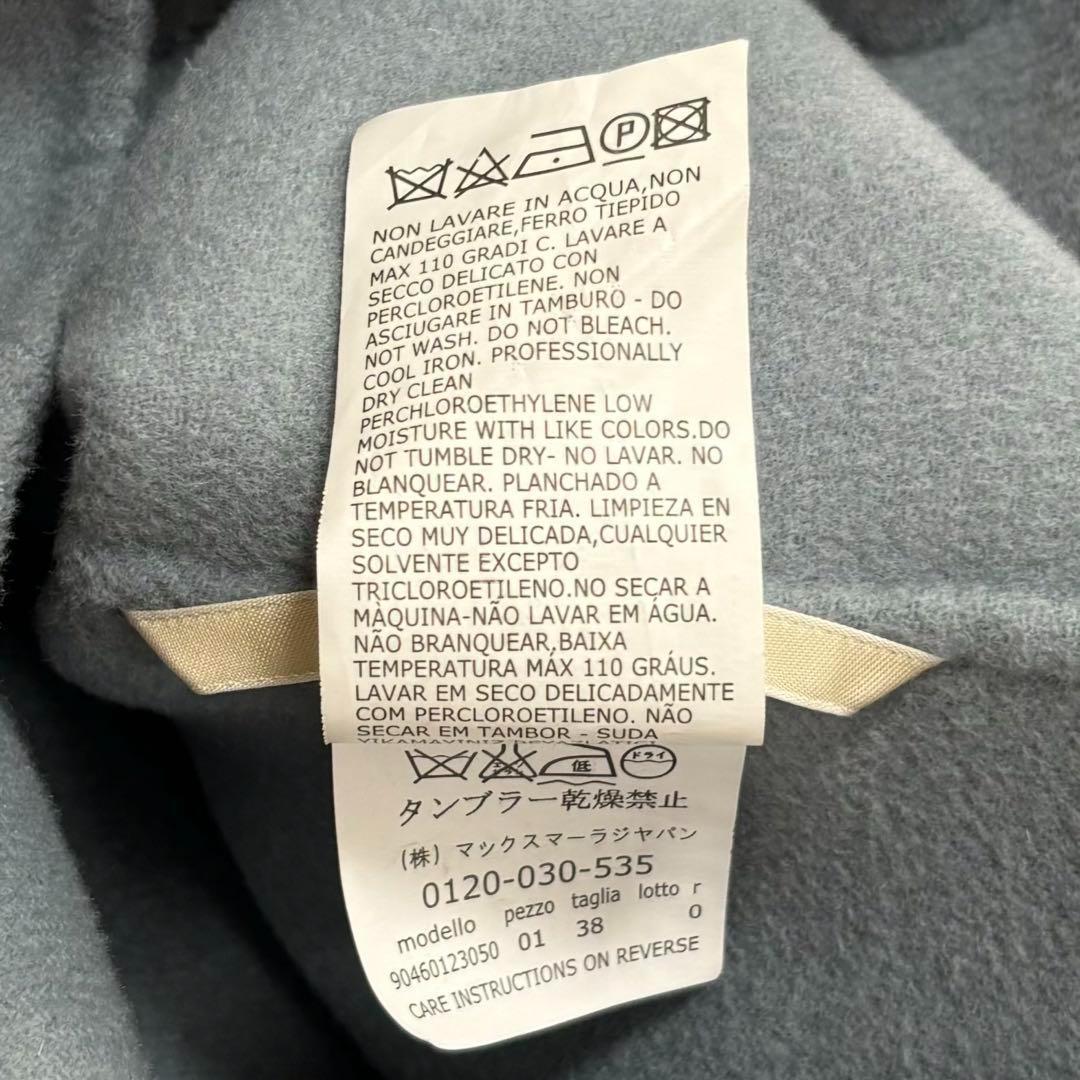 P
NON LAVARE IN ACQUA,NON
CANDEGGIARE,FERRO TIEPIDO
MAX 110 GRADI C. LAVARE A
SECCO DELICATO CON
PERCLOROETILENE. NON
ASCIUGARE IN TAMBURO - DO
NOT WASH. DO NOT BLEACH.
COOL IRON. PROFESSIONALLY
DRY CLEAN
PERCHLOROETHYLENE LOW
MOISTURE WITH LIKE COLORS.DO
NOT TUMBLE DRY- NO LAVAR. NO
BLANQUEAR. PLANCHADO A
TEMPERATURA FRIA. LIMPIEZA EN
SECO MUY DELICADA,CUALQUIER
SOLVENTE EXCEPTO
TRICLOROETILENO.NO SECAR A
MÀQUINA-NÃO LAVAR EM ÁGUA.
NÃO BRANQUEAR,BAIXA
TEMPERATURA MÁX 110 GRÁUS.
LAVAR EM SECO DELICADAMENTE
COM PERCLOROETILENO. NÃO
SECAR EM TAMBOR - SUDA
低 ドライ
タンブラー乾燥禁止
(株) マックスマーラジヤパン
0120-030-535
modello pezzo taglia lotto r
90460123050 01 38 0
CARE INSTRUCTIONS ON REVERSE